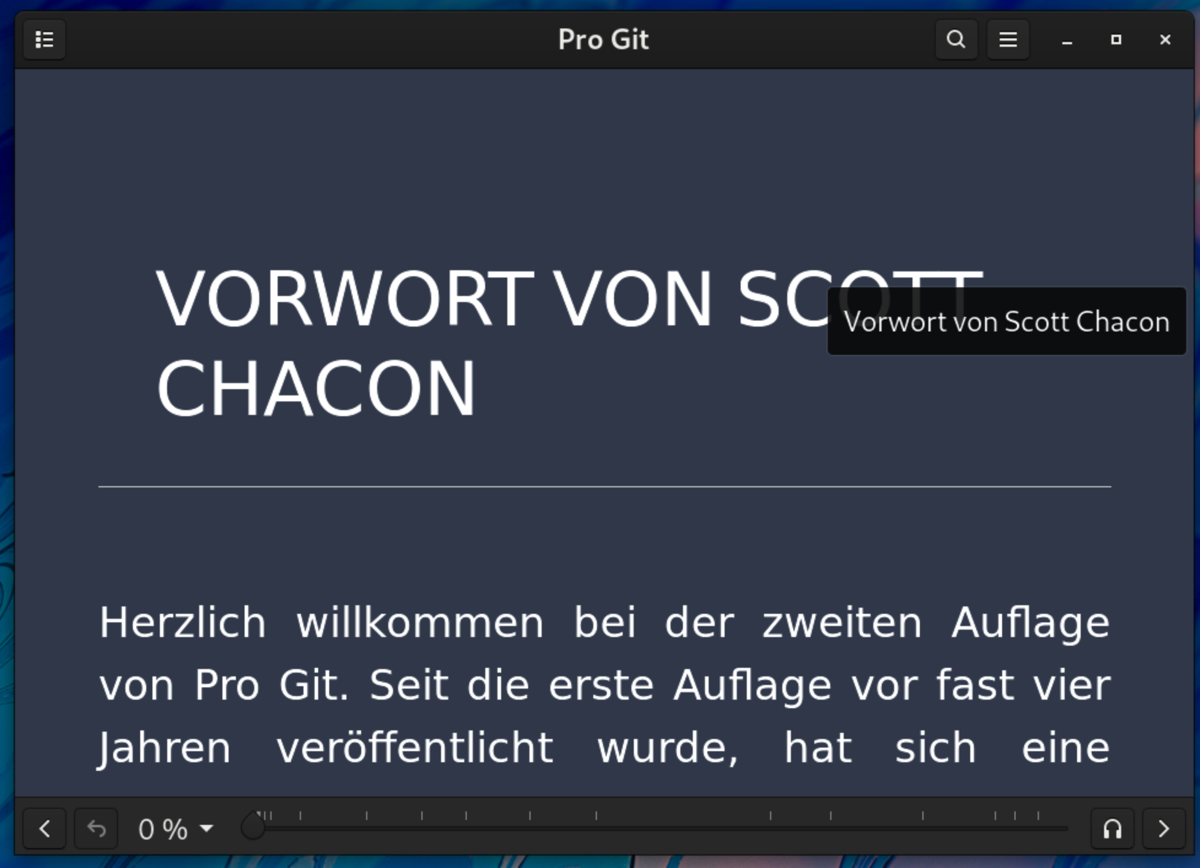 Pro Git
VORWORT VON SCOTT
Vorwort von Scott Chacon
CHACON
Herzlich willkommen bei der zweiten Auflage
von Pro Git. Seit die erste Auflage vor fast vier
Jahren veröffentlicht wurde, hat sich eine
0 %